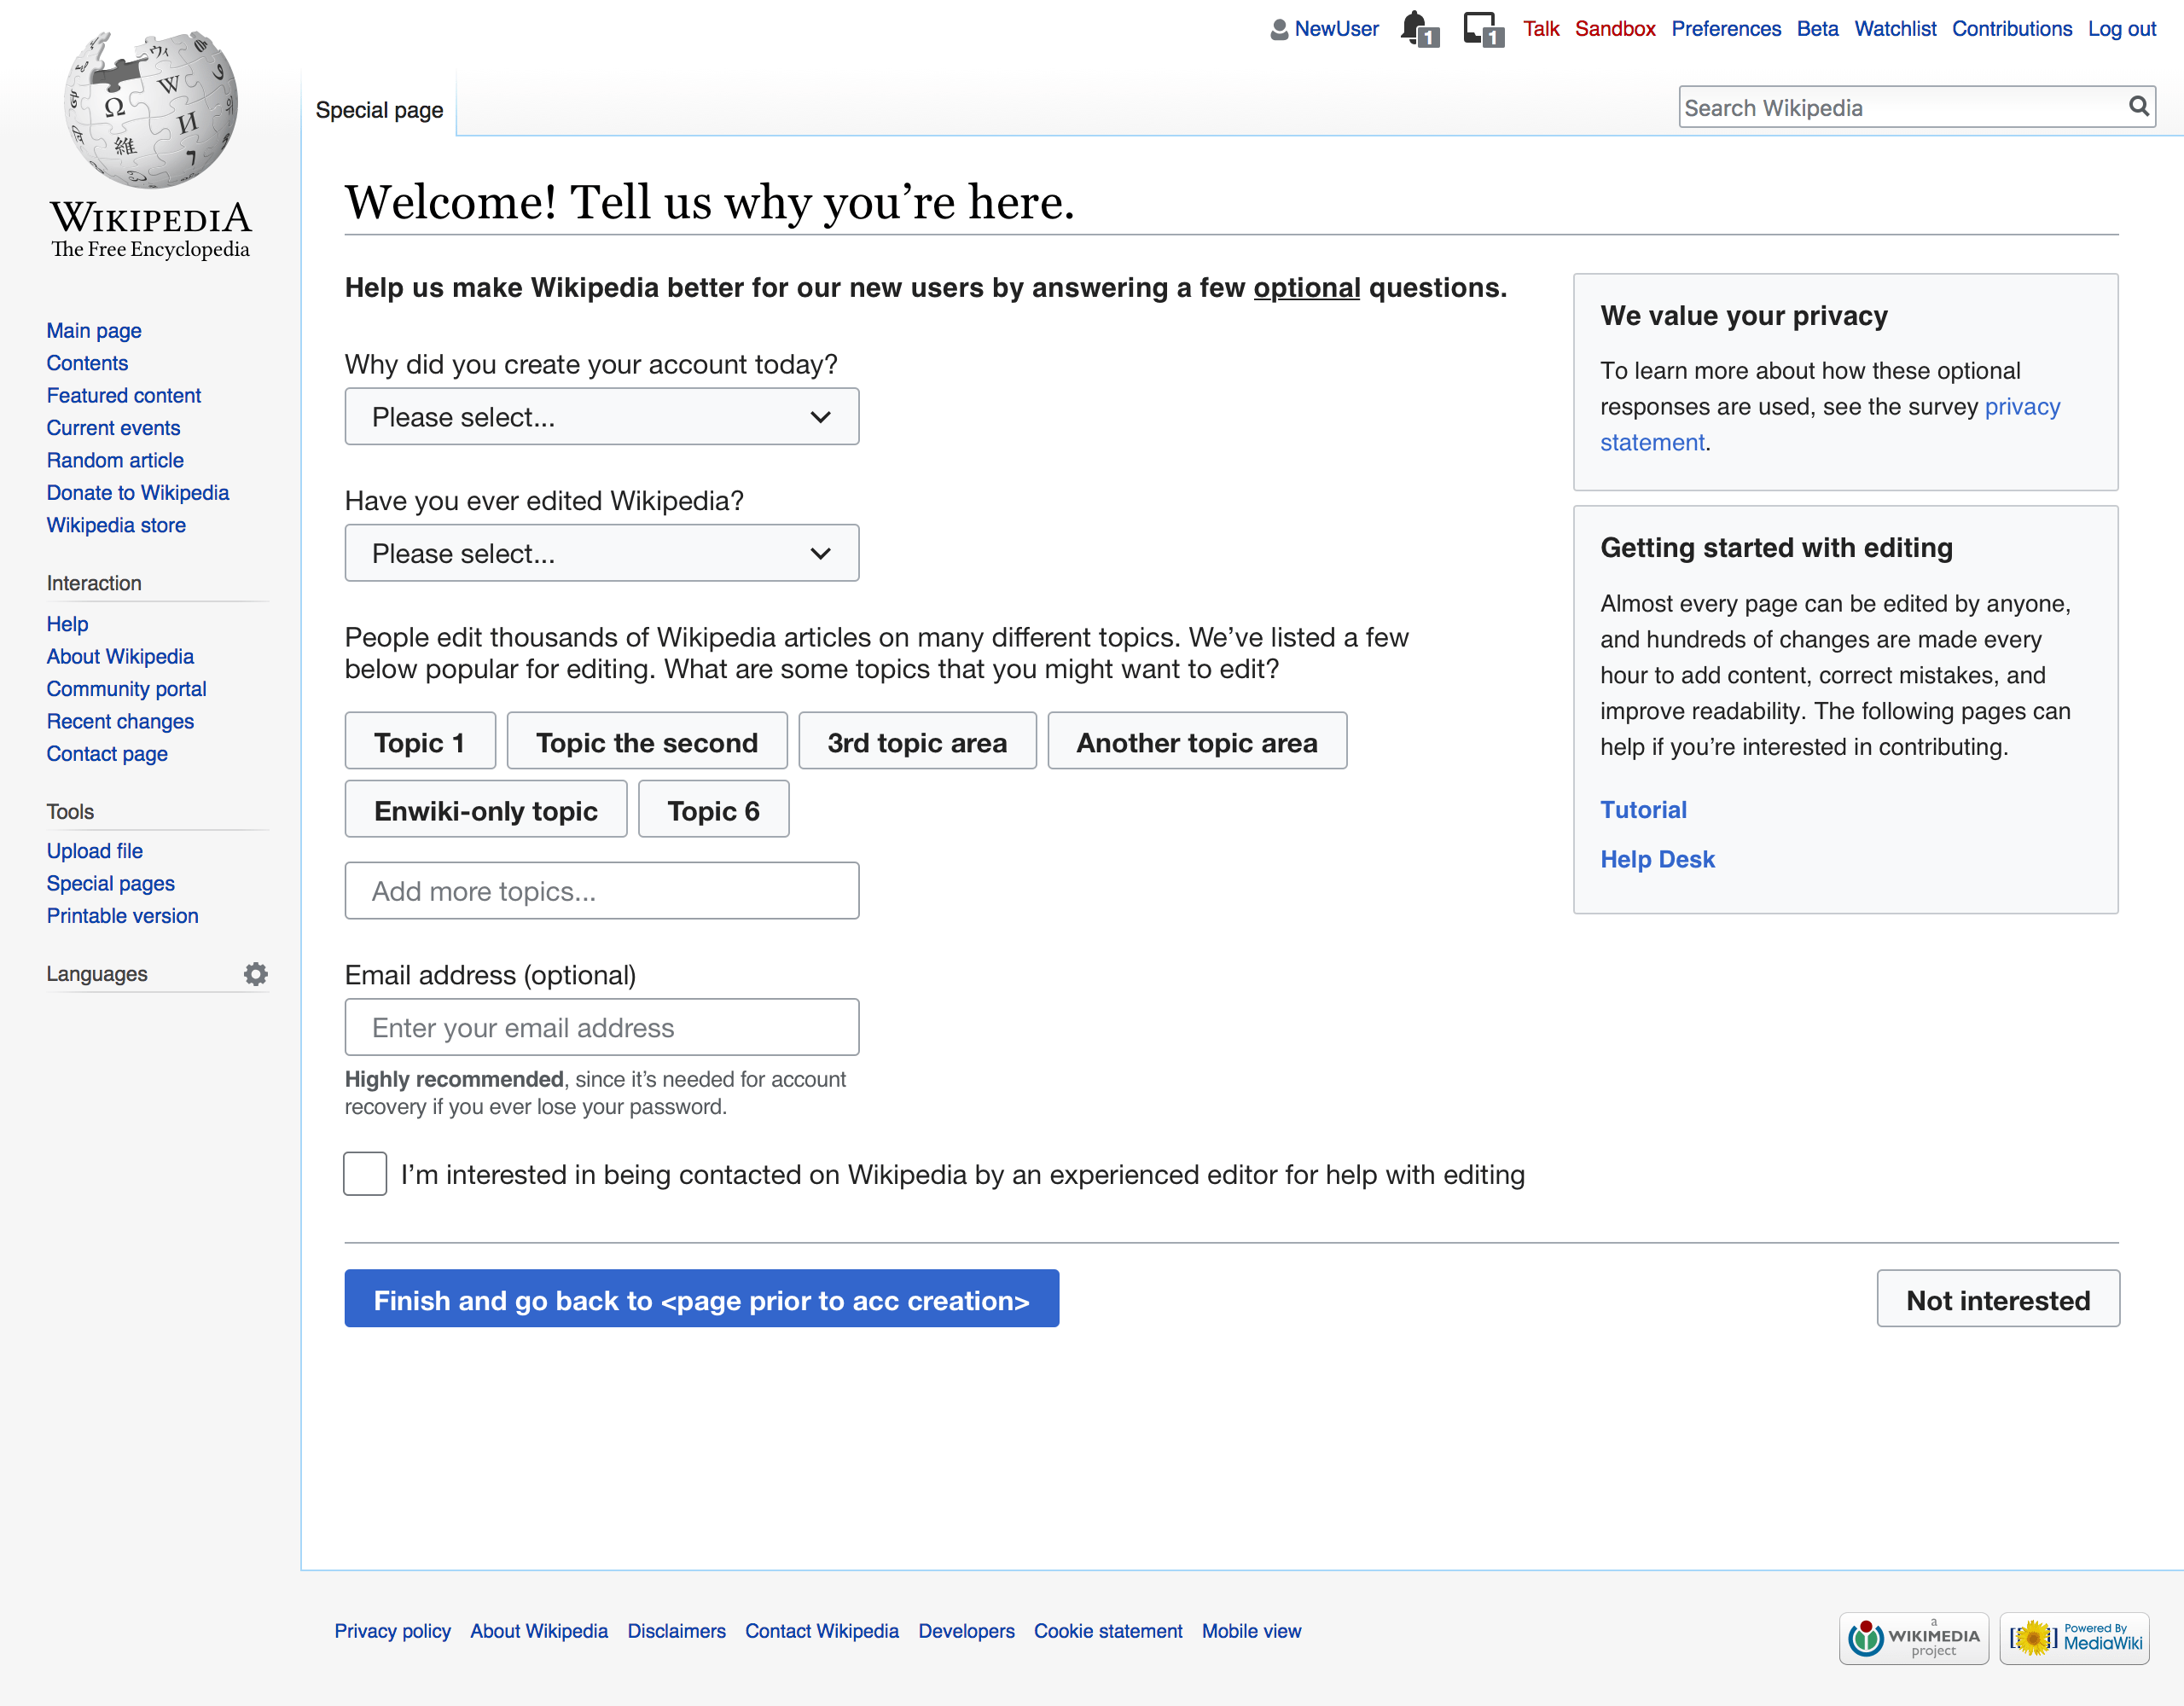 NewUser 1 1 Talk Sandbox Preferences Beta Watchlist Contributions Log out
Special page
Search Wikipedia
WIKIPEDIA
The Free Encyclopedia
Main page
Contents
Featured content
Current events
Random article
Donate to Wikipedia
Wikipedia store
Interaction
Help
About Wikipedia
Community portal
Recent changes
Contact page
Tools
Upload file
Special pages
Printable version
Languages
Welcome! Tell us why you’re here.
Help us make Wikipedia better for our new users by answering a few optional questions.
Why did you create your account today?
Please select...
Have you ever edited Wikipedia?
Please select...
People edit thousands of Wikipedia articles on many different topics. We’ve listed a few
below popular for editing. What are some topics that you might want to edit?
Topic 1 Topic the second 3rd topic area Another topic area
Enwiki-only topic Topic 6
Add more topics...
Email address (optional)
Enter your email address
Highly recommended, since it’s needed for account
recovery if you ever lose your password.
I’m interested in being contacted on Wikipedia by an experienced editor for help with editing
Finish and go back to <page prior to acc creation>
Not interested
We value your privacy
To learn more about how these optional
responses are used, see the survey privacy
statement.
Getting started with editing
Almost every page can be edited by anyone,
and hundreds of changes are made every
hour to add content, correct mistakes, and
improve readability. The following pages can
help if you’re interested in contributing.
Tutorial
Help Desk
Privacy policy About Wikipedia Disclaimers Contact Wikipedia Developers Cookie statement Mobile view
a
WIKIMEDIA
project
Powered By
MediaWiki